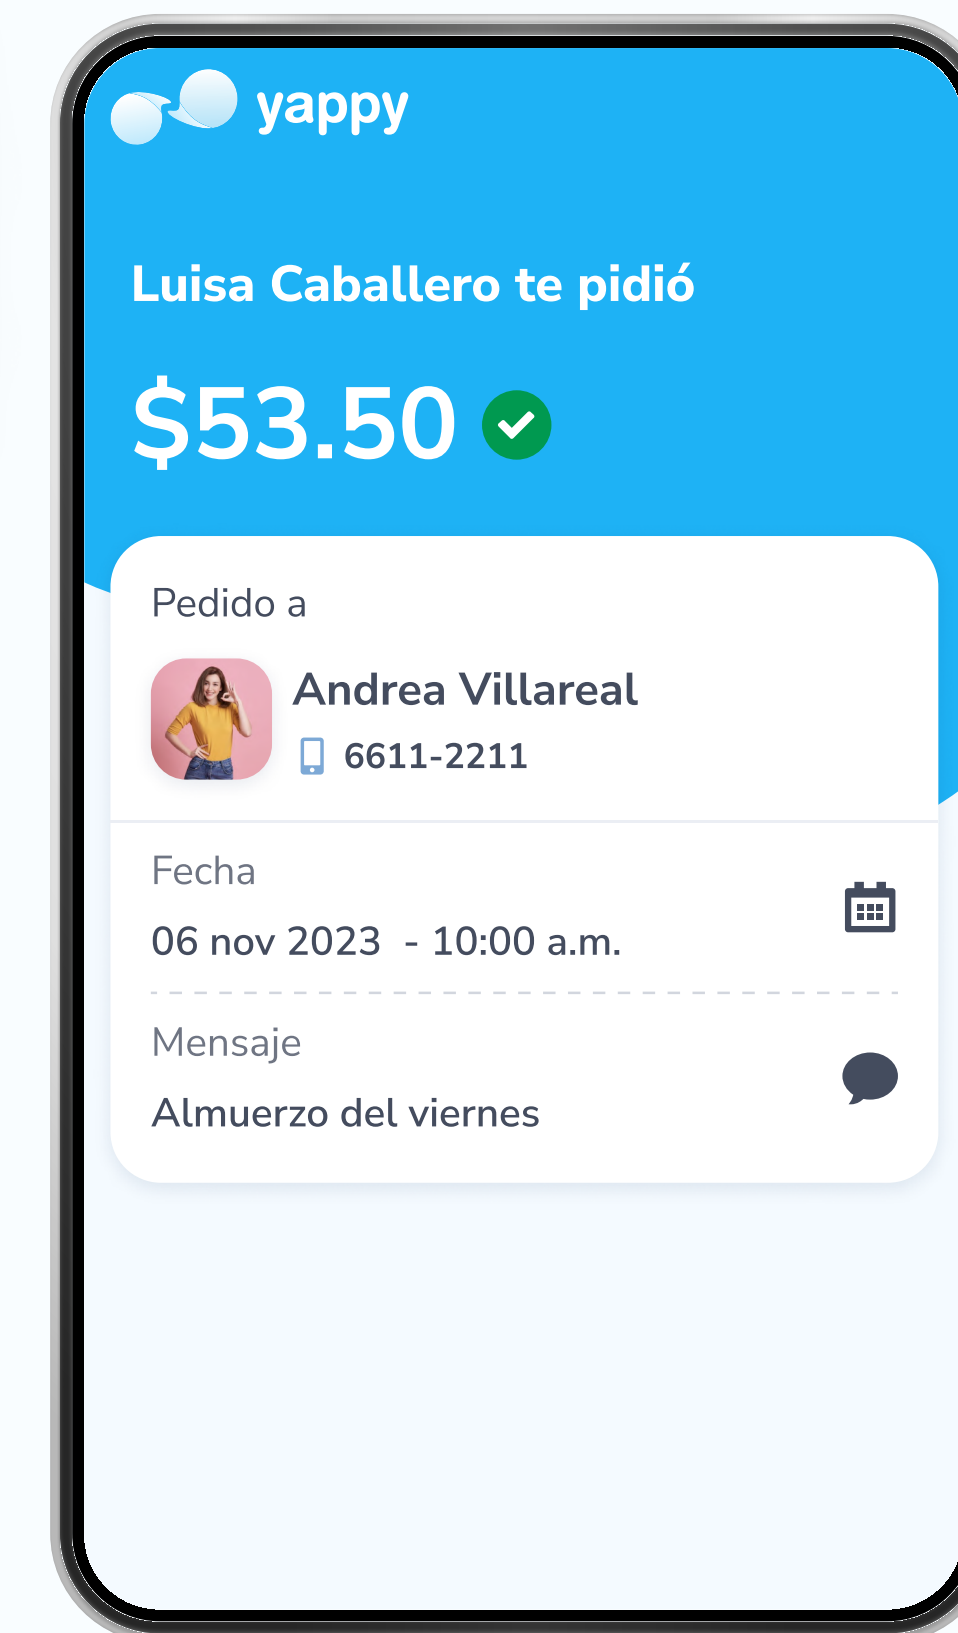 yappy
Luisa Caballero te pidió
$53.50
Pedido a
Andrea Villareal
6611-2211
Fecha
06 nov 2023 - 10:00 a.m.
Mensaje
Almuerzo del viernes